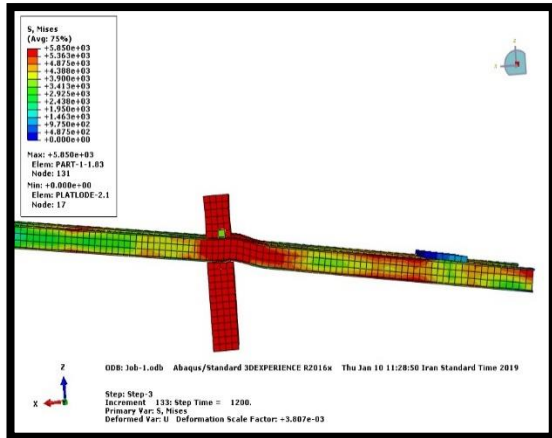 S, Mises
(Avg: 75%)
+5.850e+03
+5.363e+03
+4.875e+03
+4.388e+03
+3.900e+03
+3.413e+03
+2.925e+03
+2.438e+03
+1.950e+03
+1.463e+03
+9.750e+02
+4.875e+02
+0.000e+00
Max: +5.850e+03
Elem: PART-1-1.83
Node: 131
Min: +0.000e+00
Elem: PLATLODE-2.1
Node: 17
Z
X
ODB: Job-1.odb Abaqus/Standard 3DEXPERIENCE R2016x Thu Jan 10 11:28:50 Iran Standard Time 2019
Z
X
Step: Step-3
Increment 133: Step Time = 1200.
Primary Var: S, Mises
Deformed Var: U Deformation Scale Factor: +3.807e-03